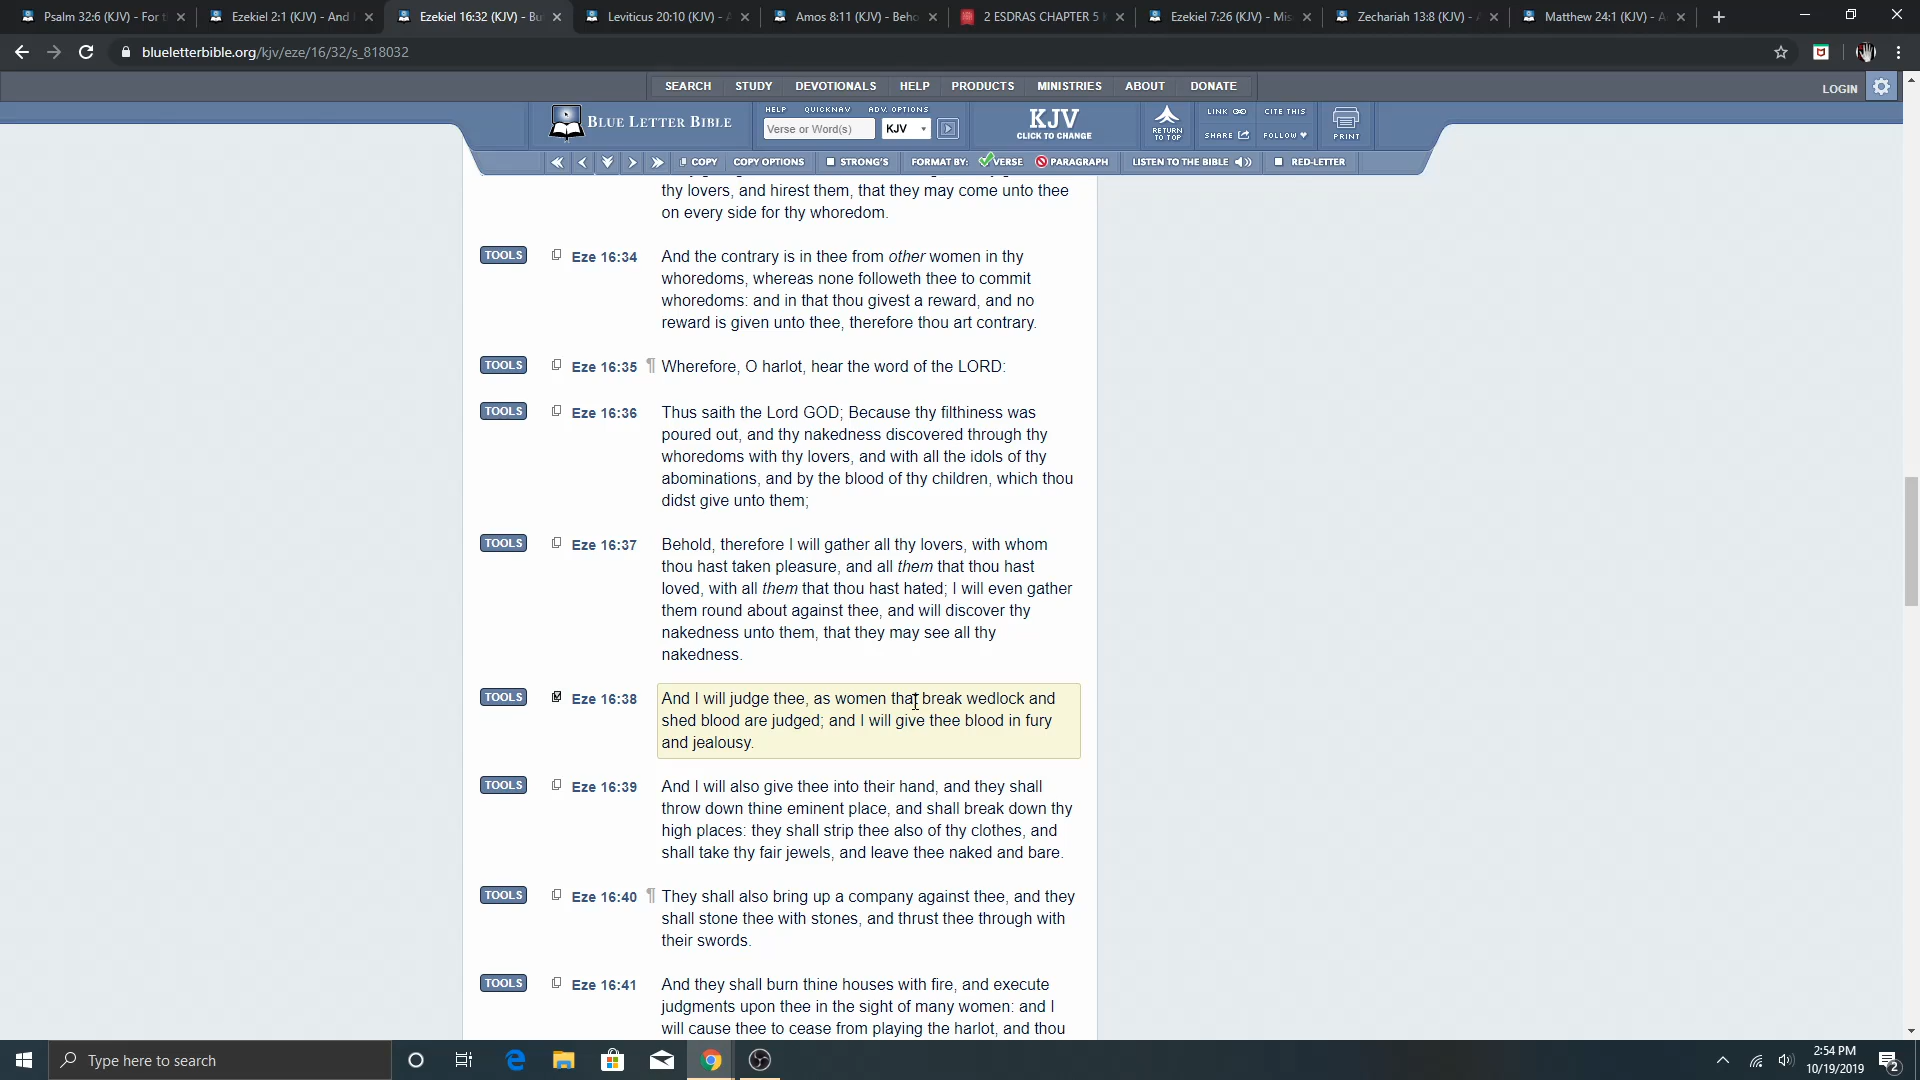 Psalm 32:6 (KJV) - For t
Ezekiel 2:1 (KJV) - And
Ezekiel 16:32 (KJV) - Bu
Leviticus 20:10 (KJV) - A
Amos 8:11 (KJV) - Beho
2 ESDRAS CHAPTER 5
Ezekiel 7:26 (KJV) - Mis
Zechariah 13:8 (KJV) - A
Matthew 24:1 (KJV) - A
blueletterbible.org/kjv/eze/16/32/s_818032
SEARCH STUDY DEVOTIONALS HELP PRODUCTS MINISTRIES ABOUT DONATE
LOGIN
BLUE LETTER BIBLE
HELP QUICKNAV ADV. OPTIONS
Verse or Word(s) KJV
KJV
CLICK TO CHANGE
RETURN
TO TOP
LINK CITE THIS
SHARE FOLLOW
PRINT
COPY COPY OPTIONS STRONG'S FORMAT BY: VERSE PARAGRAPH LISTEN TO THE BIBLE RED-LETTER
thy lovers, and hirest them, that they may come unto thee
on every side for thy whoredom.
TOOLS Eze 16:34 And the contrary is in thee from other women in thy
whoredoms, whereas none followeth thee to commit
whoredoms: and in that thou givest a reward, and no
reward is given unto thee, therefore thou art contrary.
TOOLS Eze 16:35 ¶ Wherefore, O harlot, hear the word of the LORD:
TOOLS Eze 16:36 Thus saith the Lord GOD; Because thy filthiness was
poured out, and thy nakedness discovered through thy
whoredoms with thy lovers, and with all the idols of thy
abominations, and by the blood of thy children, which thou
didst give unto them;
TOOLS Eze 16:37 Behold, therefore I will gather all thy lovers, with whom
thou hast taken pleasure, and all them that thou hast
loved, with all them that thou hast hated; I will even gather
them round about against thee, and will discover thy
nakedness unto them, that they may see all thy
nakedness.
TOOLS Eze 16:38 And I will judge thee, as women that break wedlock and
shed blood are judged; and I will give thee blood in fury
and jealousy.
TOOLS Eze 16:39 And I will also give thee into their hand, and they shall
throw down thine eminent place, and shall break down thy
high places: they shall strip thee also of thy clothes, and
shall take thy fair jewels, and leave thee naked and bare.
TOOLS Eze 16:40 ¶ They shall also bring up a company against thee, and they
shall stone thee with stones, and thrust thee through with
their swords.
TOOLS Eze 16:41 And they shall burn thine houses with fire, and execute
judgments upon thee in the sight of many women: and I
will cause thee to cease from playing the harlot, and thou
Type here to search
2:54 PM
10/19/2019
2